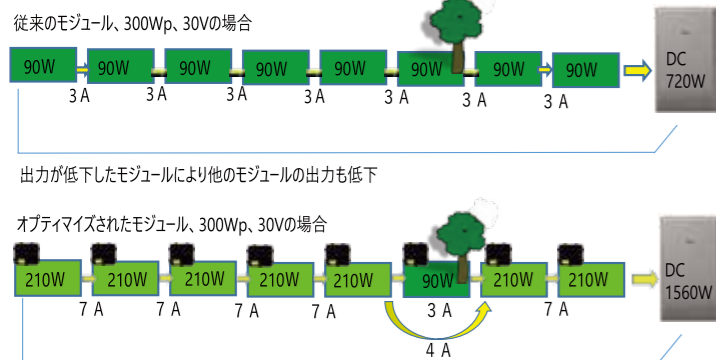 従来のモジュール、300Wp、30Vの場合
90W 90W 90W 90W 90W 90W 90W 90W
DC
720W
3 A 3 A 3 A 3 A 3 A 3 A 3 A
出力が低下したモジュールにより他のモジュールの出力も低下
オプティマイズされたモジュール、300Wp、30Vの場合
210W 210W 210W 210W 210W 90W 210W 210W
DC
1560W
7 A 7 A 7 A 7 A 3 A 7 A
4 A